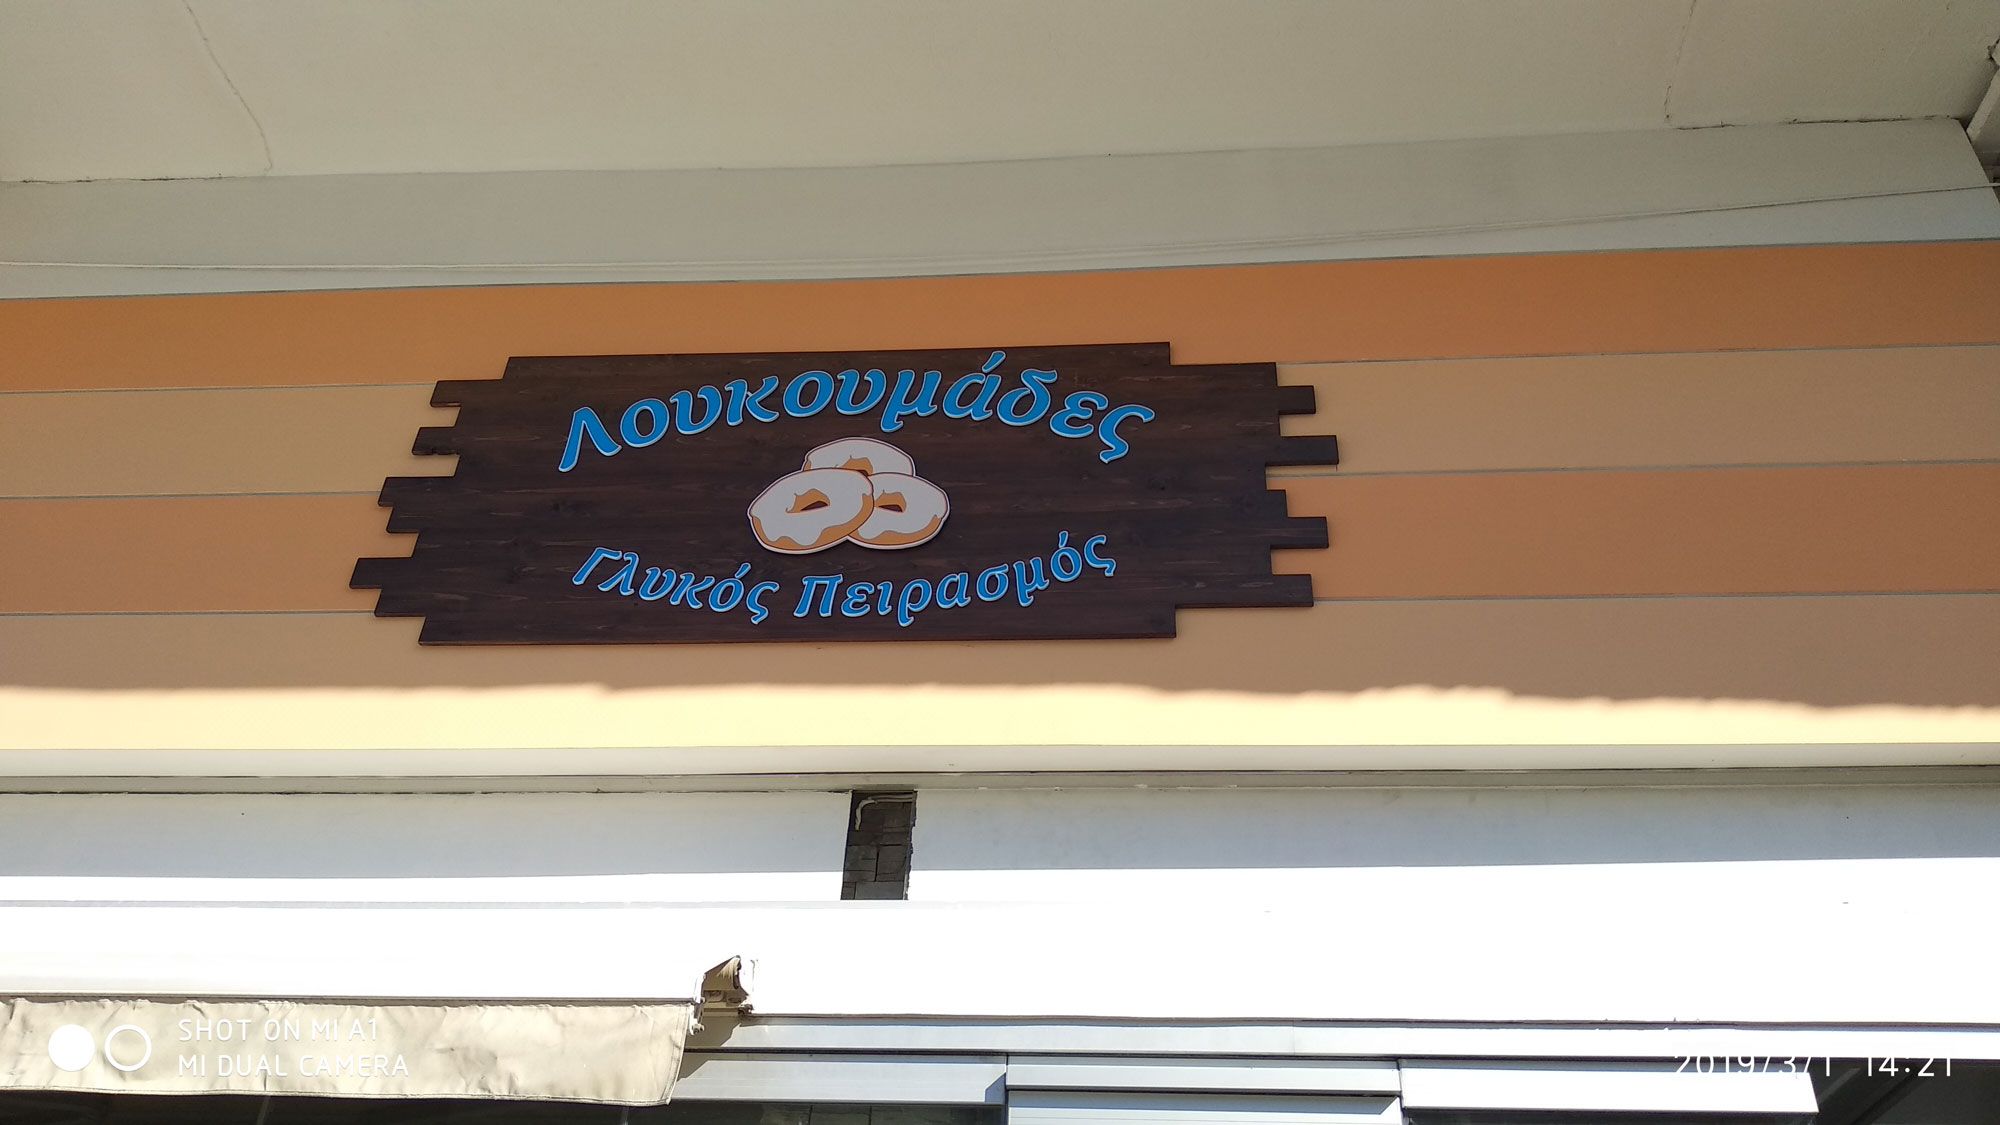 Λουκουμάδες
Γλυκός Πειρασμός
SHOT ON MI A1
MI DUAL CAMERA
2019/3/1 14:21